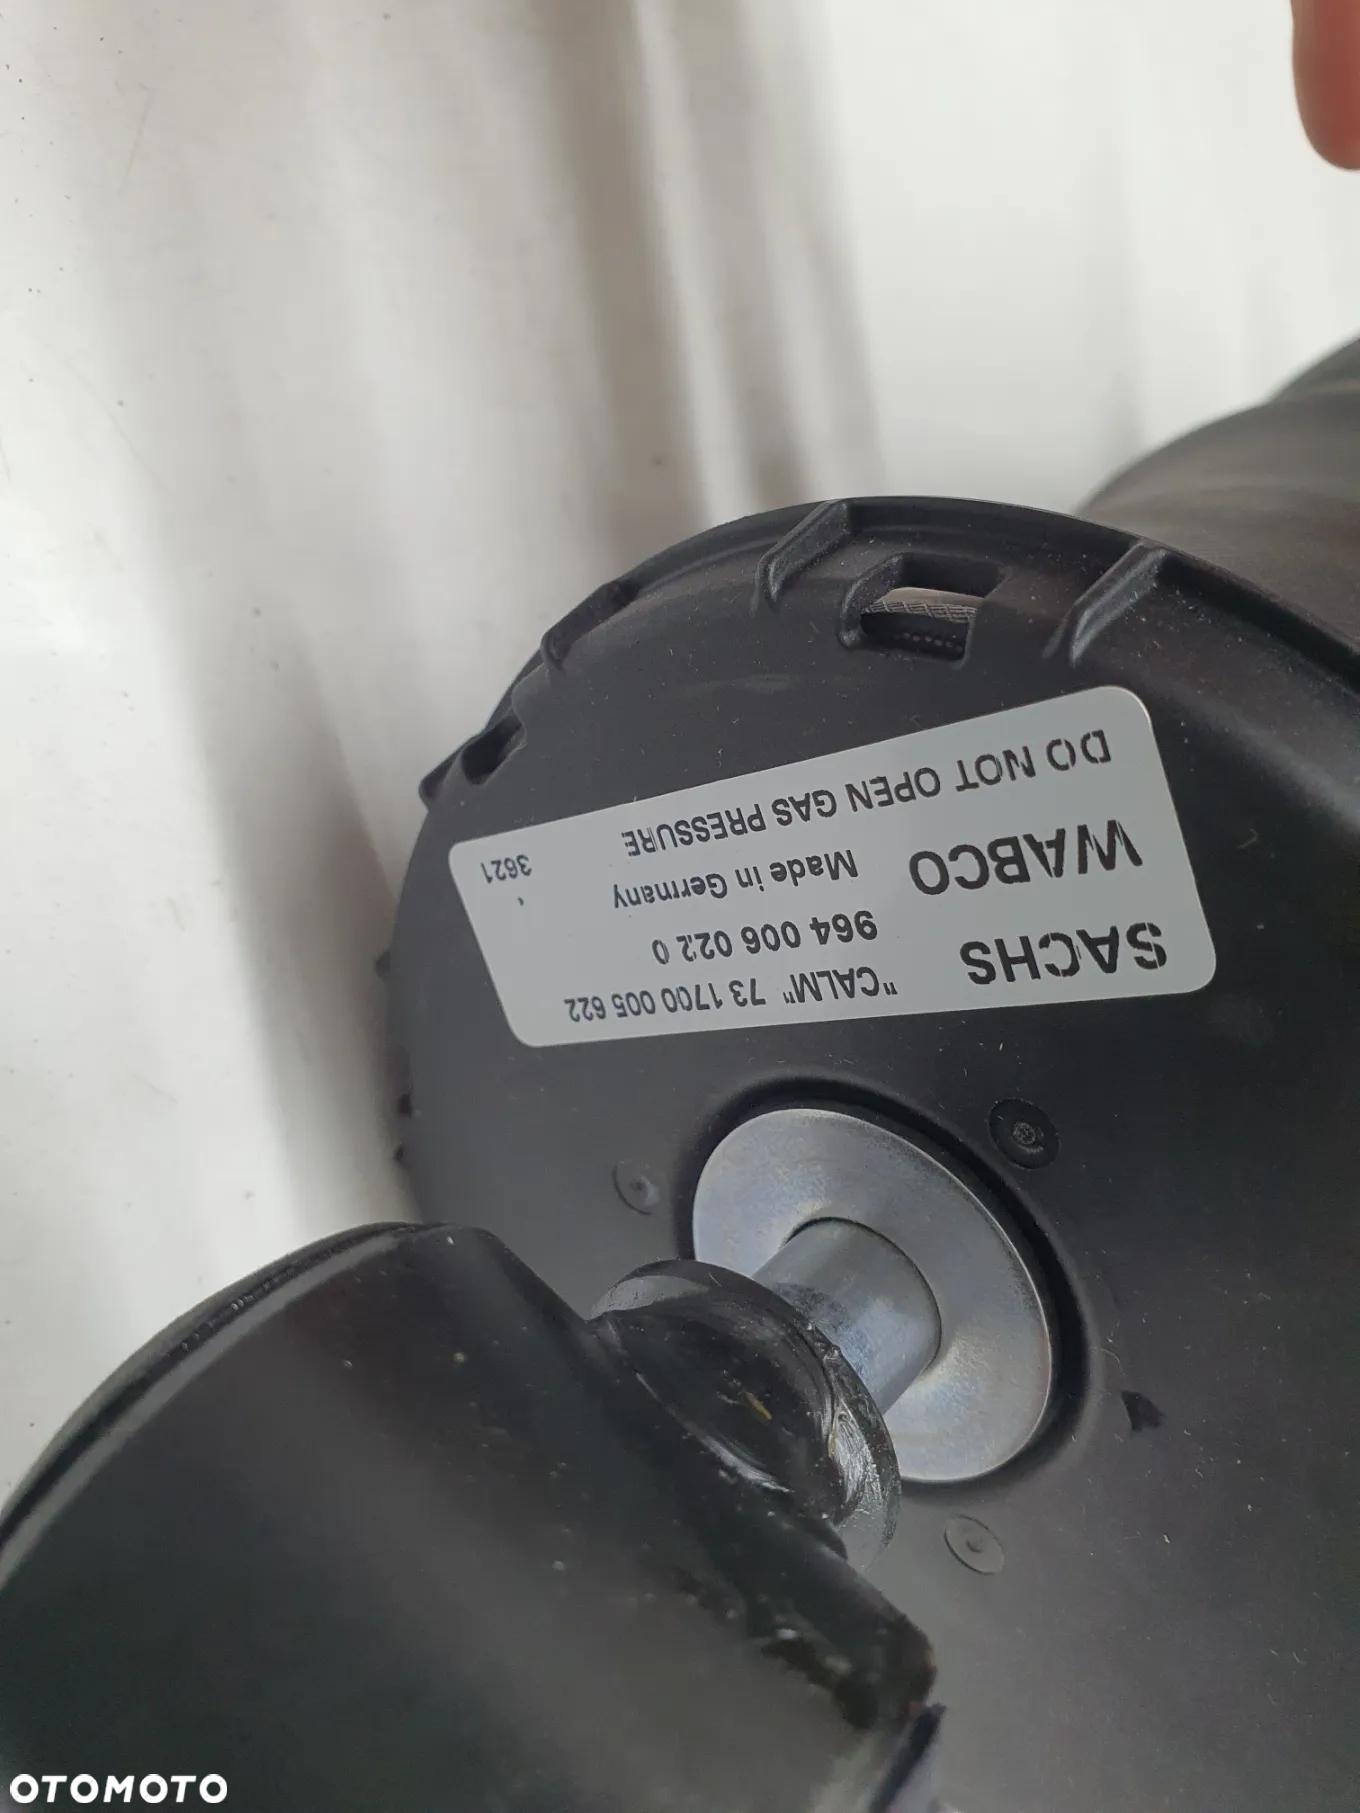 SACHS "CALM" 73 1700 005 622
964 006 022 0
WABCO Made in Germany 3621
DO NOT OPEN GAS PRESSURE
OTOMOTO